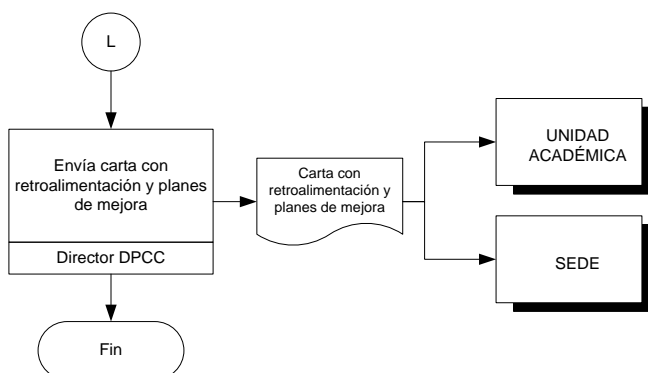 L
Envía carta con
retroalimentación y planes
de mejora
Director DPCC
Carta con
retroalimentación y
planes de mejora
UNIDAD
ACADÉMICA
SEDE
Fin